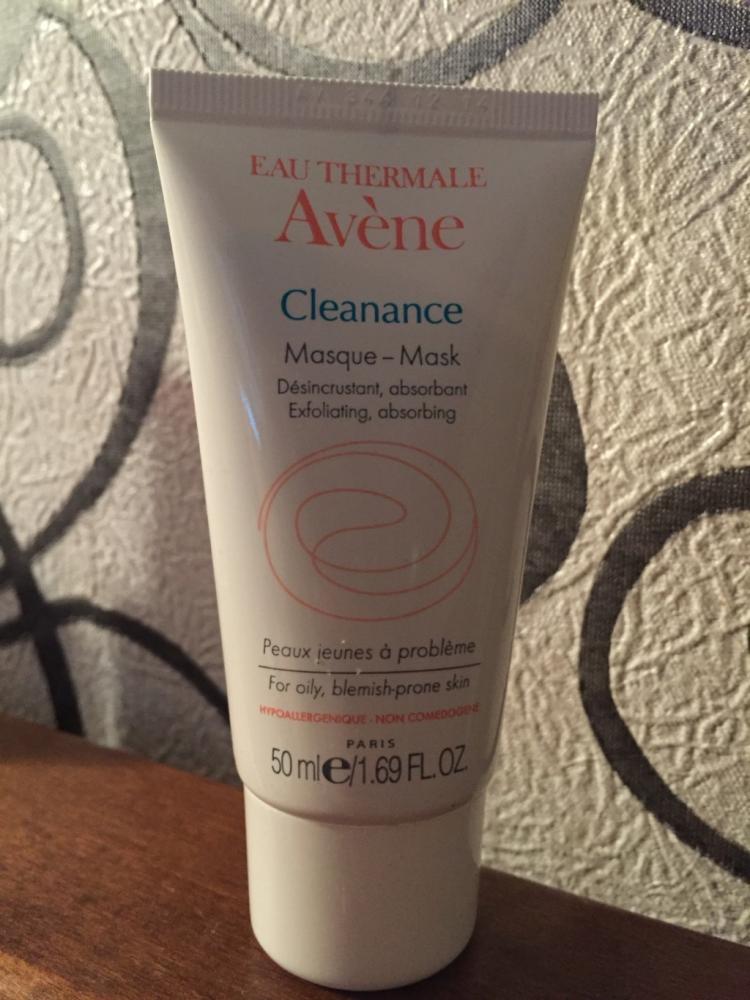 EAU THERMALE
Avène
Cleanance
Masque – Mask
Désincrustant, absorbant
Exfoliating, absorbing
Peaux jeunes à problème
For oily, blemish-prone skin
HYPOALLERGENIQUE - NON COMEDOGENE
PARIS
50 ml e/1.69 FL. OZ.